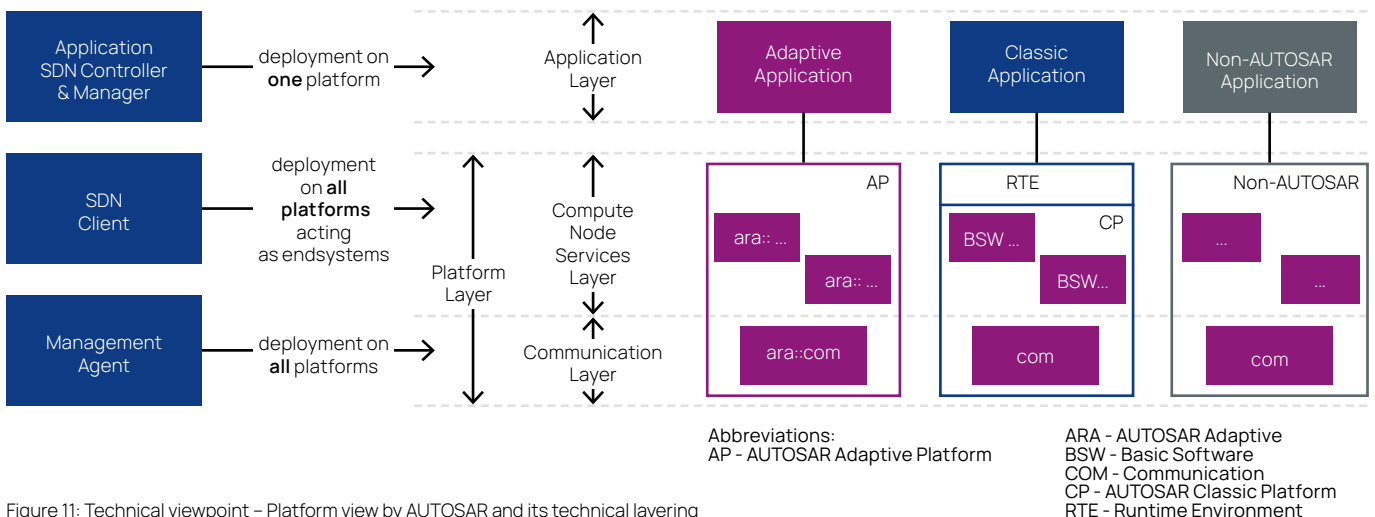 Application
SDN Controller
& Manager
deployment on
one platform
Application
Layer
Adaptive
Application
Classic
Application
Non-AUTOSAR
Application
SDN
Client
deployment
on all
platforms
acting
as endsystems
Platform
Layer
Compute
Node
Services
Layer
AP
ara:: ...
ara:: ...
RTE
CP
BSW ...
BSW...
Non-AUTOSAR
...
...
Management
Agent
deployment on
all platforms
Communication
Layer
ara::com
com
com
Abbreviations:
AP - AUTOSAR Adaptive Platform
ARA - AUTOSAR Adaptive
BSW - Basic Software
COM - Communication
CP - AUTOSAR Classic Platform
RTE - Runtime Environment
Figure 11: Technical viewpoint – Platform view by AUTOSAR and its technical layering